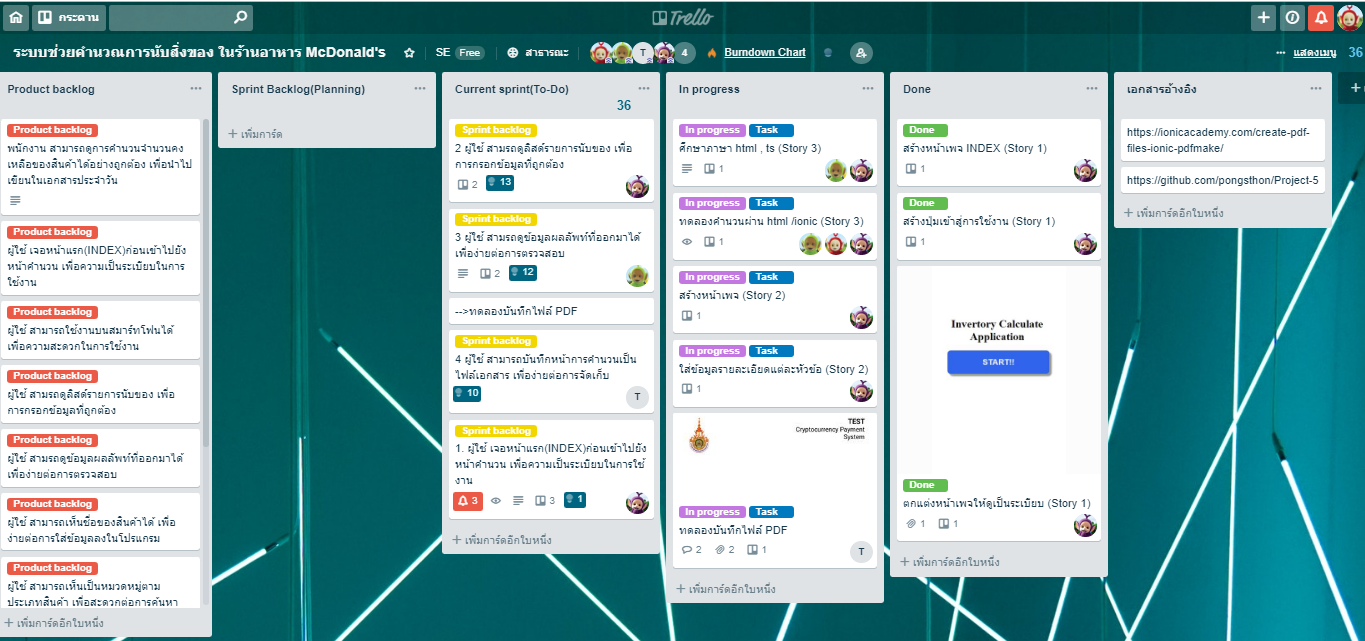 กระดาน
Trello
ระบบช่วยคำนวณการนับสิ่งของ ในร้านอาหาร McDonald's
SE Free
สาธารณะ
T
4
Burndown Chart
แสดงเมนู
36
Product backlog
Product backlog
พนักงาน สามารถดูการคำนวนจำนวนคง
เหลือของสินค้าได้อย่างถูกต้อง เพื่อนำไป
เขียนในเอกสารประจำวัน
Product backlog
ผู้ใช้ เจอหน้าแรก(INDEX)ก่อนเข้าไปยัง
หน้าคำนวน เพื่อความเป็นระเบียบในการ
ใช้งาน
Product backlog
ผู้ใช้ สามารถใช้งานบนสมาร์ทโฟนได้
เพื่อความสะดวกในการใช้งาน
Product backlog
ผู้ใช้ สามรถดูลิสต์รายการนับของ เพื่อ
การกรอกข้อมูลที่ถูกต้อง
Product backlog
ผู้ใช้ สามรถดูข้อมูลผลลัพท์ที่ออกมาได้
เพื่อง่ายต่อการตรวจสอบ
Product backlog
ผู้ใช้ สามารถเห็นชื่อของสินค้าได้ เพื่อ
ง่ายต่อการใส่ข้อมูลลงในโปรแกรม
Product backlog
ผู้ใช้ สามารถเห็นเป็นหมวดหมู่ตาม
ประเภทสินค้า เพื่อสะดวกต่อการค้นหา
+ เพิ่มการ์ดอีกใบหนึ่ง
Sprint Backlog(Planning)
+ เพิ่มการ์ด
Current sprint(To-Do)
36
Sprint backlog
2 ผู้ใช้ สามรถดูลิสต์รายการนับของ เพื่อ
การกรอกข้อมูลที่ถูกต้อง
2 13
Sprint backlog
3 ผู้ใช้ สามรถดูข้อมูลผลลัพท์ที่ออกมาได้
เพื่อง่ายต่อการตรวจสอบ
2 12
-->ทดลองบันทึกไฟล์ PDF
Sprint backlog
4 ผู้ใช้ สามารถบันทึกหน้าการคำนวนเป็น
ไฟล์เอกสาร เพื่อง่ายต่อการจัดเก็บ
10
T
Sprint backlog
1. ผู้ใช้ เจอหน้าแรก(INDEX)ก่อนเข้าไปยัง
หน้าคำนวน เพื่อความเป็นระเบียบในการใช้
งาน
3 3 1
+ เพิ่มการ์ดอีกใบหนึ่ง
In progress
In progress Task
ศึกษาภาษา html , ts (Story 3)
1
In progress Task
ทดลองคำนวนผ่าน html /ionic (Story 3)
1
In progress Task
สร้างหน้าเพจ (Story 2)
1
In progress Task
ใส่ข้อมูลรายละเอียดแต่ละหัวข้อ (Story 2)
1
TEST
Cryptocurrency Payment
System
In progress Task
ทดลองบันทึกไฟล์ PDF
2 2 1
T
+ เพิ่มการ์ดอีกใบหนึ่ง
Done
Done
สร้างหน้าเพจ INDEX (Story 1)
1
Done
สร้างปุ่มเข้าสู่การใช้งาน (Story 1)
1
Invertory Calculate
Application
START!!
Done
ตกแต่งหน้าเพจให้ดูเป็นระเบียบ (Story 1)
1 1
+ เพิ่มการ์ดอีกใบหนึ่ง
เอกสารอ้างอิง
https://ionicacademy.com/create-pdf-
files-ionic-pdfmake/
https://github.com/pongsthon/Project-5
+ เพิ่มการ์ดอีกใบหนึ่ง